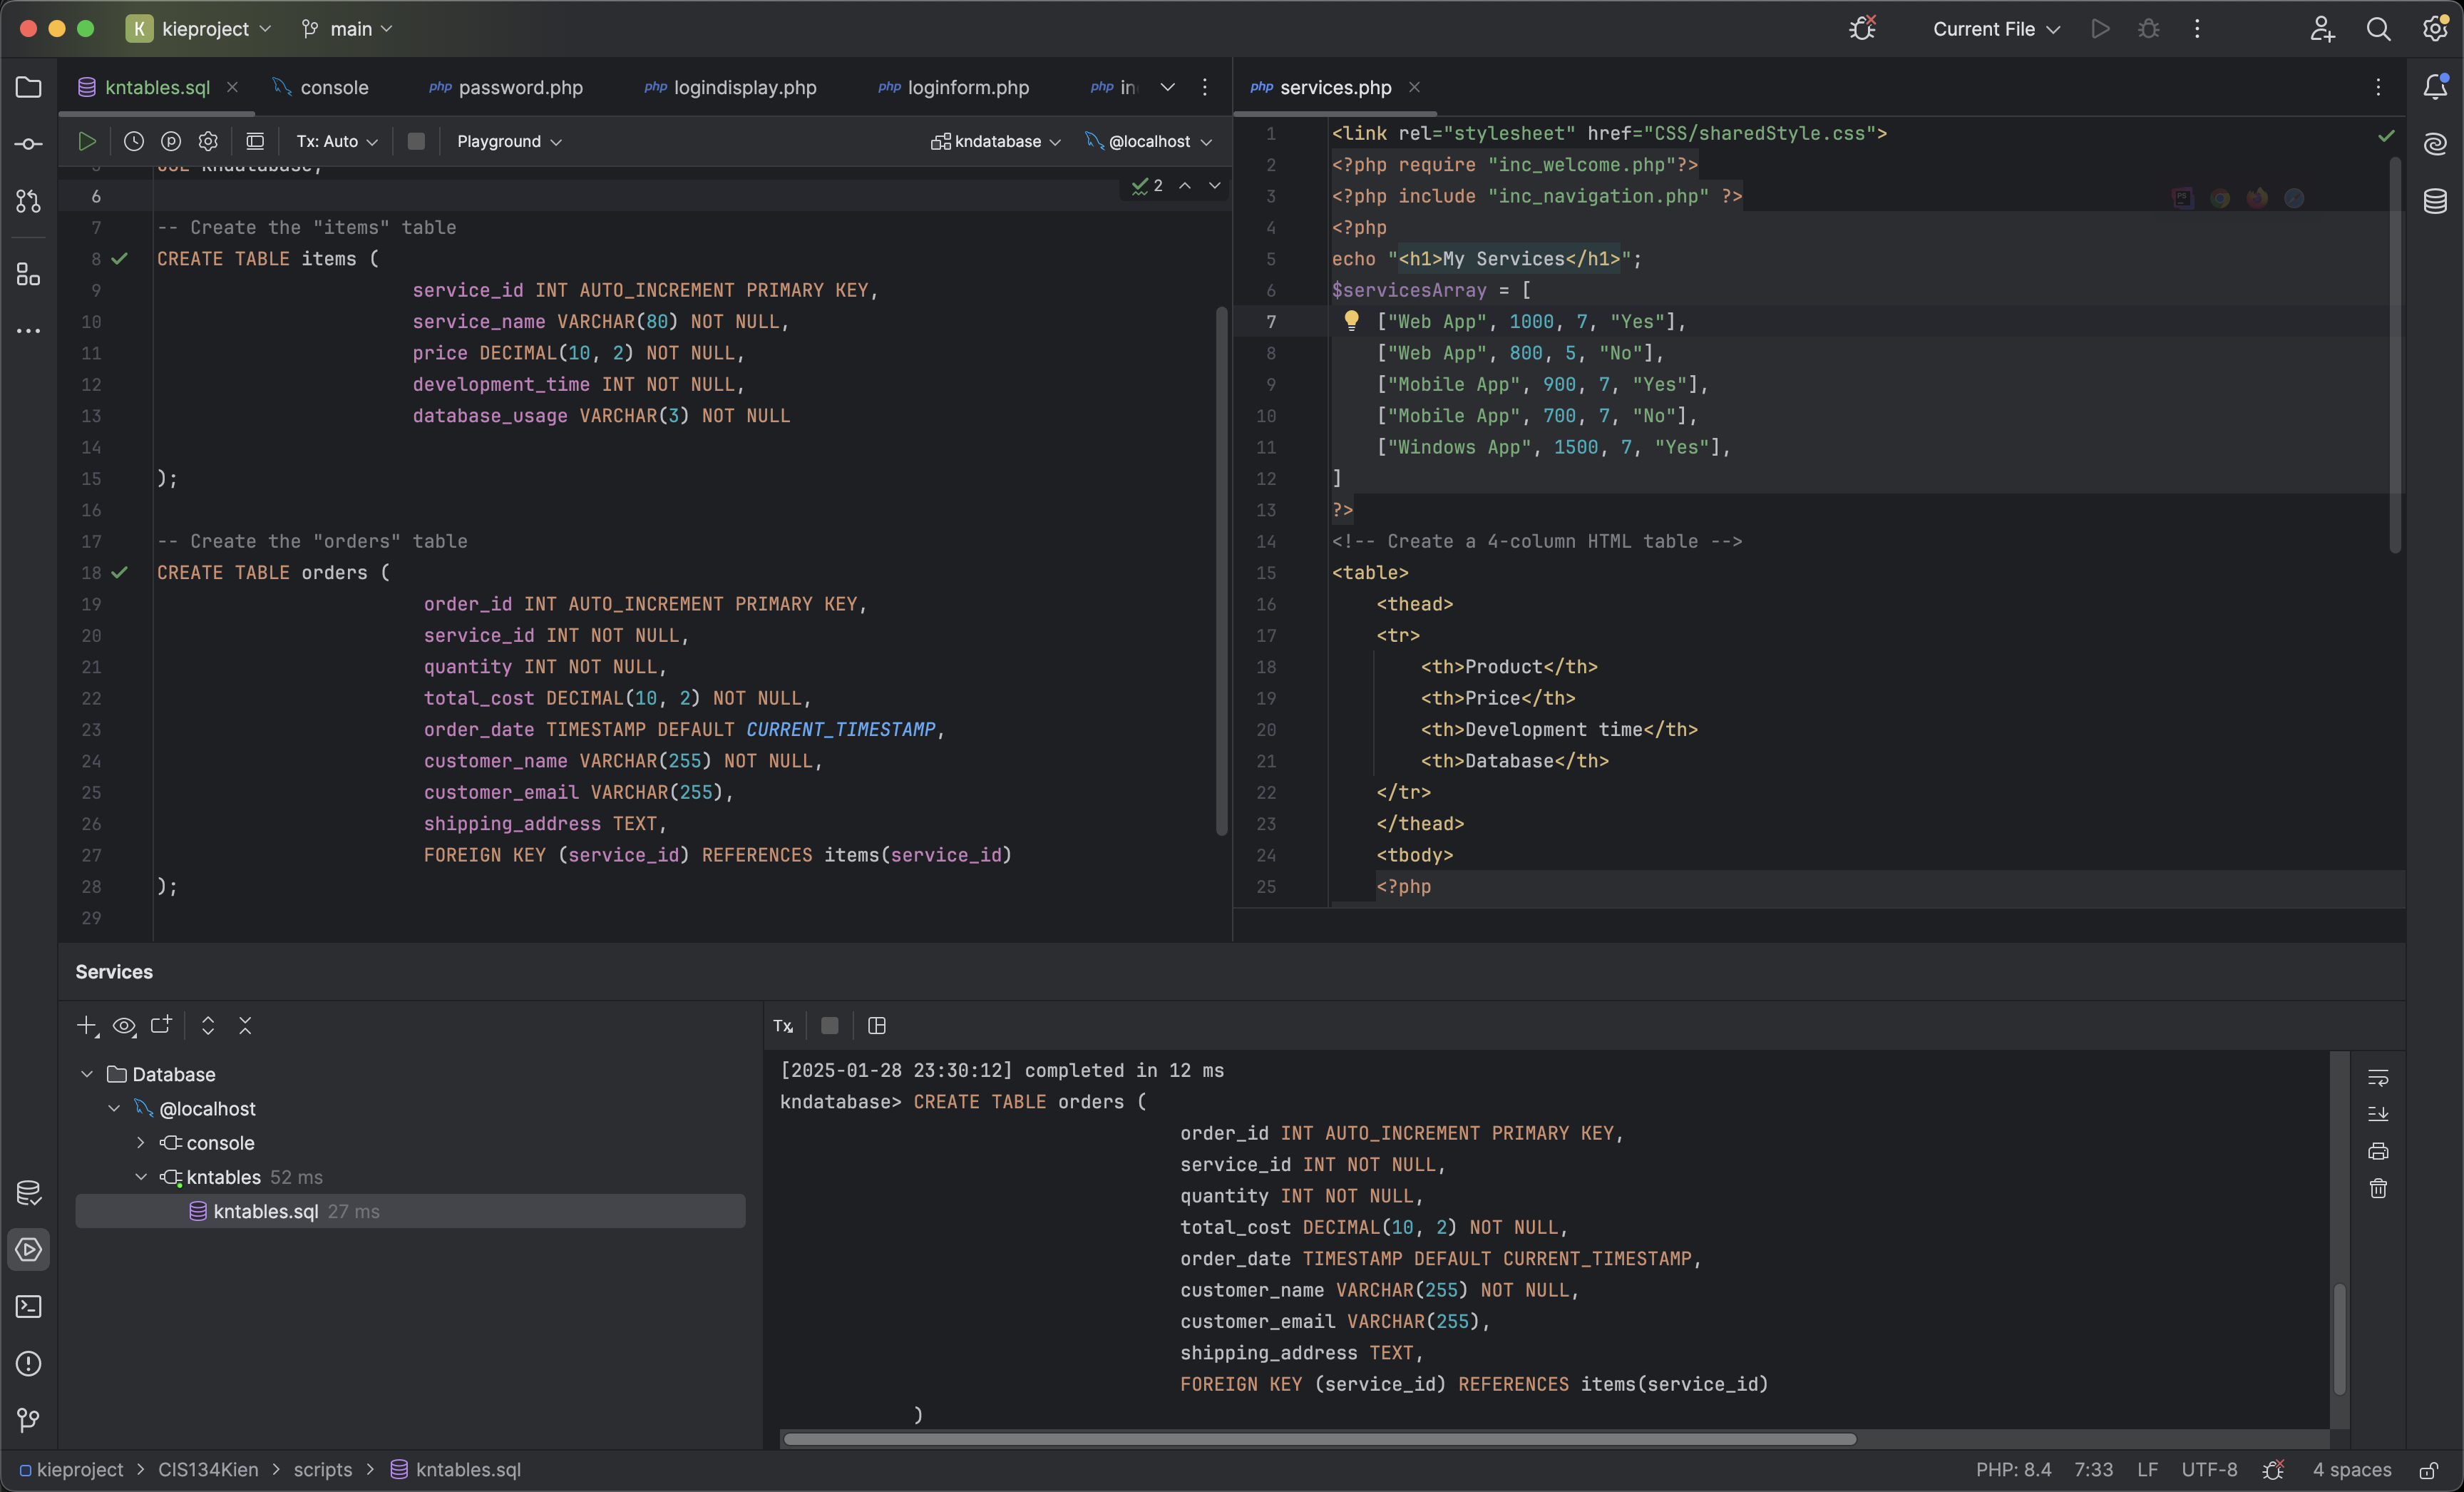 K kieproject main Current File
kntables.sql console php password.php php logindisplay.php php loginform.php php in
php services.php
Tx: Auto Playground kndatabase @localhost
2
6
7 -- Create the "items" table
8 CREATE TABLE items (
9 service_id INT AUTO_INCREMENT PRIMARY KEY,
10 service_name VARCHAR(80) NOT NULL,
11 price DECIMAL(10, 2) NOT NULL,
12 development_time INT NOT NULL,
13 database_usage VARCHAR(3) NOT NULL
14
15 );
16
17 -- Create the "orders" table
18 CREATE TABLE orders (
19 order_id INT AUTO_INCREMENT PRIMARY KEY,
20 service_id INT NOT NULL,
21 quantity INT NOT NULL,
22 total_cost DECIMAL(10, 2) NOT NULL,
23 order_date TIMESTAMP DEFAULT CURRENT_TIMESTAMP,
24 customer_name VARCHAR(255) NOT NULL,
25 customer_email VARCHAR(255),
26 shipping_address TEXT,
27 FOREIGN KEY (service_id) REFERENCES items(service_id)
28 );
29
1 <link rel="stylesheet" href="CSS/sharedStyle.css">
2 <?php require "inc_welcome.php"?>
3 <?php include "inc_navigation.php" ?>
4 <?php
5 echo "<h1>My Services</h1>";
6 $servicesArray = [
7 ["Web App", 1000, 7, "Yes"],
8 ["Web App", 800, 5, "No"],
9 ["Mobile App", 900, 7, "Yes"],
10 ["Mobile App", 700, 7, "No"],
11 ["Windows App", 1500, 7, "Yes"],
12 ]
13 ?>
14 <!-- Create a 4-column HTML table -->
15 <table>
16 <thead>
17 <tr>
18 <th>Product</th>
19 <th>Price</th>
20 <th>Development time</th>
21 <th>Database</th>
22 </tr>
23 </thead>
24 <tbody>
25 <?php
Services
Tx
Database
@localhost
console
kntables 52 ms
kntables.sql 27 ms
[2025-01-28 23:30:12] completed in 12 ms
kndatabase> CREATE TABLE orders (
order_id INT AUTO_INCREMENT PRIMARY KEY,
service_id INT NOT NULL,
quantity INT NOT NULL,
total_cost DECIMAL(10, 2) NOT NULL,
order_date TIMESTAMP DEFAULT CURRENT_TIMESTAMP,
customer_name VARCHAR(255) NOT NULL,
customer_email VARCHAR(255),
shipping_address TEXT,
FOREIGN KEY (service_id) REFERENCES items(service_id)
)
kieproject > CIS134Kien > scripts > kntables.sql
PHP: 8.4 7:33 LF UTF-8 4 spaces